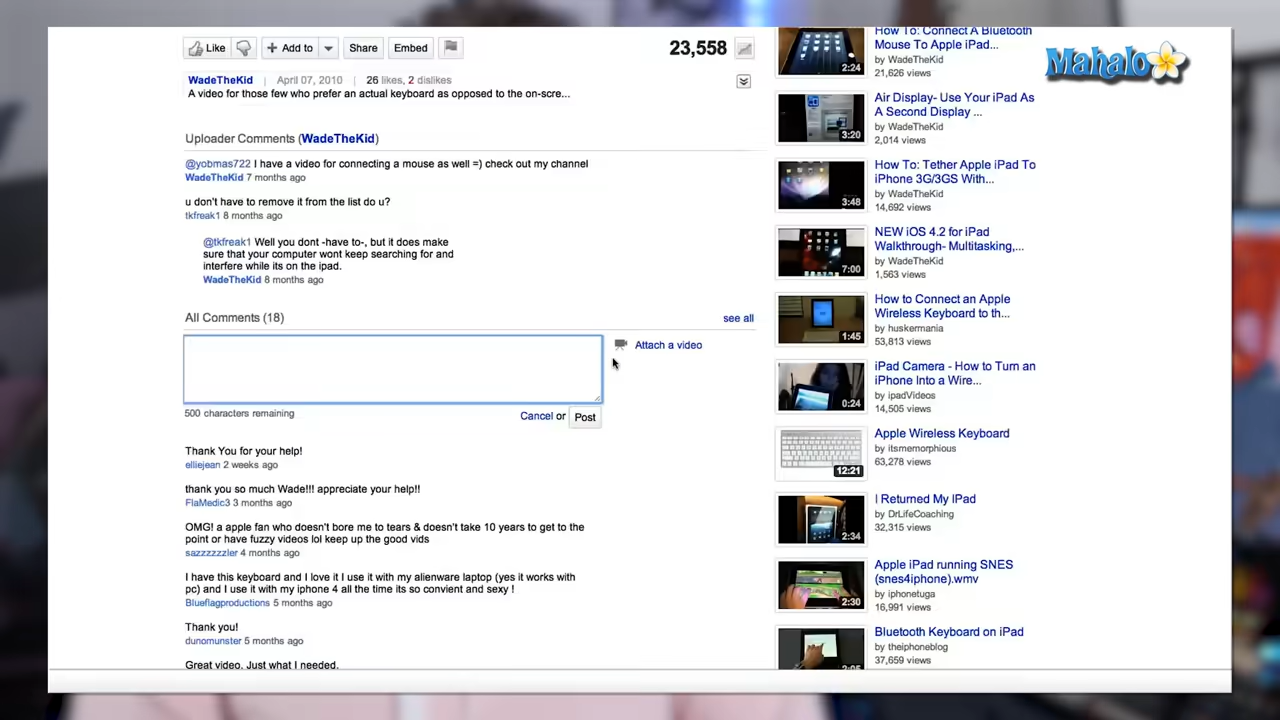 Like
Add to
Share
Embed
23,558
WadeTheKid | April 07, 2010 | 26 likes, 2 dislikes
A video for those few who prefer an actual keyboard as opposed to the on-scre...
Uploader Comments (WadeTheKid)
@yobmas722 I have a video for connecting a mouse as well =) check out my channel
WadeTheKid 7 months ago
u don't have to remove it from the list do u?
tkfreak1 8 months ago
@tkfreak1 Well you dont -have to-, but it does make
sure that your computer wont keep searching for and
interfere while its on the ipad.
WadeTheKid 8 months ago
All Comments (18)
see all
Attach a video
500 characters remaining
Cancel or Post
Thank You for your help!
elliejean 2 weeks ago
thank you so much Wade!!! appreciate your help!!
FlaMedic3 3 months ago
OMG! a apple fan who doesn't bore me to tears & doesn't take 10 years to get to the
point or have fuzzy videos lol keep up the good vids
sazzzzzzler 4 months ago
I have this keyboard and I love it I use it with my alienware laptop (yes it works with
pc) and I use it with my iphone 4 all the time its so convient and sexy !
Blueflagproductions 5 months ago
Thank you!
dunomunster 5 months ago
Great video. Just what I needed.
How To: Connect A Bluetooth
Mouse To Apple iPad...
by WadeTheKid
21,626 views
2:24
Air Display- Use Your iPad As
A Second Display ...
by WadeTheKid
2,014 views
3:20
How To: Tether Apple iPad To
iPhone 3G/3GS With...
by WadeTheKid
14,692 views
3:48
NEW iOS 4.2 for iPad
Walkthrough- Multitasking,...
by WadeTheKid
1,563 views
7:00
How to Connect an Apple
Wireless Keyboard to th...
by huskermania
53,813 views
1:45
iPad Camera - How to Turn an
iPhone Into a Wire...
by ipadVideos
14,505 views
0:24
Apple Wireless Keyboard
by itsmemorphious
63,278 views
12:21
I Returned My IPad
by DrLifeCoaching
32,315 views
2:34
Apple iPad running SNES
(snes4iphone).wmv
by iphonetuga
16,991 views
2:30
Bluetooth Keyboard on iPad
by theiphoneblog
37,659 views
Mahalo